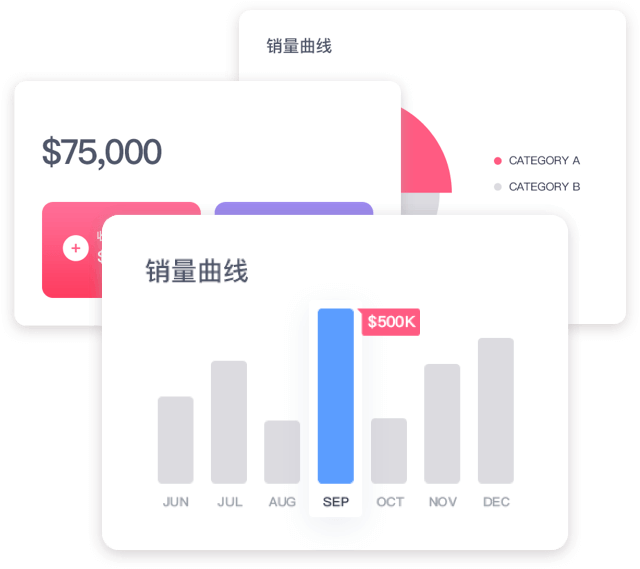 销量曲线
CATEGORY A
CATEGORY B
$75,000
+
$
销量曲线
$500K
JUN JUL AUG SEP OCT NOV DEC